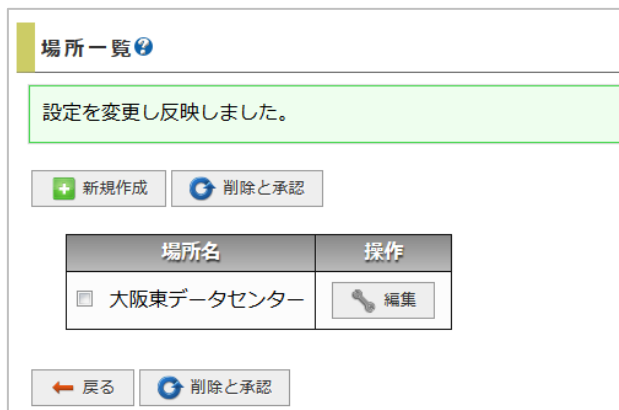 場所一覧?
設定を変更し反映しました。
新規作成 削除と承認
場所名 操作
大阪東データセンター 編集
戻る 削除と承認